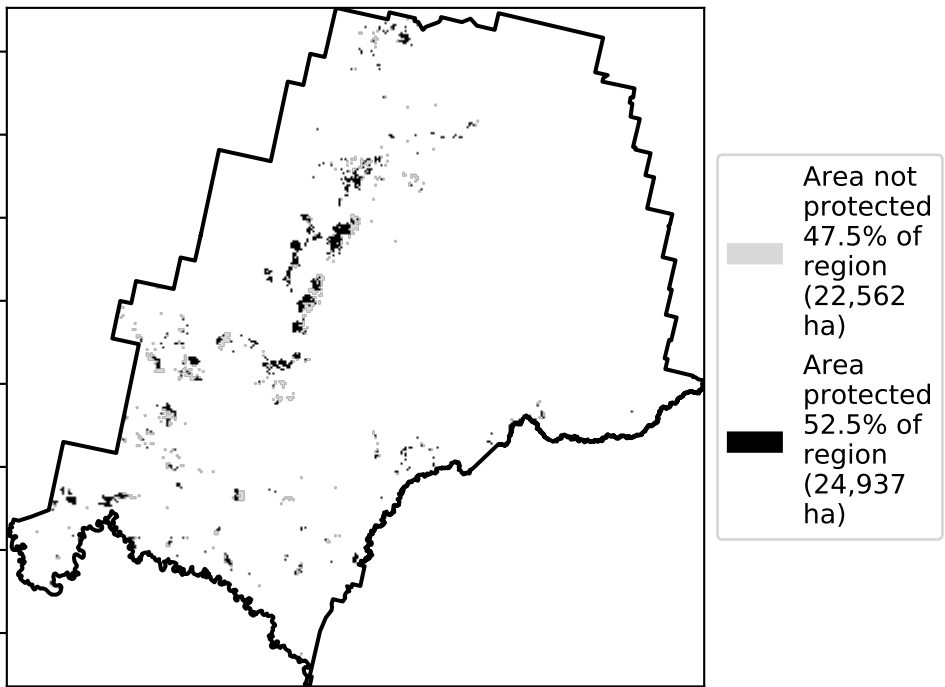 Area not
protected
47.5% of
region
(22,562
ha)
Area
protected
52.5% of
region
(24,937
ha)